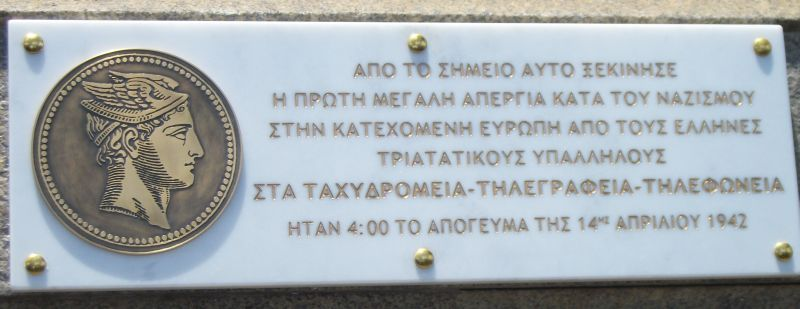 ΑΠΟ ΤΟ ΣΗΜΕΙΟ ΑΥΤΟ ΞΕΚΙΝΗΣΕ
Η ΠΡΩΤΗ ΜΕΓΑΛΗ ΑΠΕΡΓΙΑ ΚΑΤΑ ΤΟΥ ΝΑΖΙΣΜΟΥ
ΣΤΗΝ ΚΑΤΕΧΟΜΕΝΗ ΕΥΡΩΠΗ ΑΠΟ ΤΟΥΣ ΕΛΛΗΝΕΣ
ΤΡΙΑΤΑΤΙΚΟΥΣ ΥΠΑΛΛΗΛΟΥΣ
ΣΤΑ ΤΑΧΥΔΡΟΜΕΙΑ-ΤΗΛΕΓΡΑΦΕΙΑ-ΤΗΛΕΦΩΝΕΙΑ
ΗΤΑΝ 4:00 ΤΟ ΑΠΟΓΕΥΜΑ ΤΗΣ 14ης ΑΠΡΙΛΙΟΥ 1942